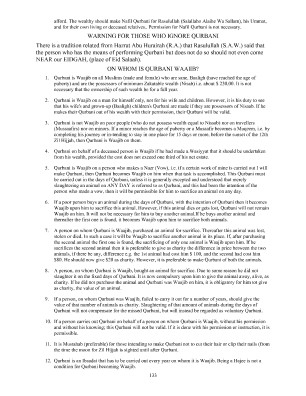 afford. The wealthy should make Nafil Qurbani for Rasulullah (Sallallaho Alaihe Wa Sallam), his Ummat,
and for their own living or deceased relatives. Permission for Nafil Qurbani is not necessary.
WARNING FOR THOSE WHO IGNORE QURBANI
There is a tradition related from Hazrat Abu Hurairah (R.A.) that Rasulullah (S.A.W.) said that
the person who has the means of performing Qurbani but does not do so should not even come
NEAR our EIDGAH, (place of Eid Salaah).
ON WHOM IS QURBANI WAAJIB?
1. Qurbani is Waajib on all Muslims (male and female) who are sane, Baaligh (have reached the age of
puberty) and are the possessors of minimum Zakatable wealth (Nisab) i.e. about $ 250.00. It is not
necessary that the ownership of such wealth be for a full year.
2. Qurbani is Waajib on a man for himself only, not for his wife and children. However, it is his duty to see
that his wife's and grown-up (Baaligh) children's Qurbani are made if they are possessors of Nisaab. If he
makes their Qurbani out of his wealth with their permission, their Qurbani will be valid.
3. Qurbani is not Waajib on poor people who do not possess wealth equal to Nisaabs nor on travellers
(Musaafirs) nor on minors. If a minor reaches the age of puberty or a Musaafir becomes a Muqeem, i.e. by
completing his journey or intending to stay in one place for 15 days or more, before the sunset of the 12th
Zil Hijjah, then Qurbani is Waajib on them.
4. Qurbani on behalf of a deceased person is Waajib if he had made a Wasiyyat that it should be undertaken
from his wealth, provided the cost does not exceed one third of his net estate.
5. Qurbani is Waajib on a person who makes a Nazr (Vow), i.e. if a certain work of mine is carried out I will
make Qurbani, then Qurbani becomes Waajib on him when that task is accomplished. This Qurbani must
be carried out in the days of Qurbani, unless it is generally accepted and understood that merely
slaughtering an animal on ANY DAY is referred to as Qurbani, and this had been the intention of the
person who made a vow, then it will be permissible for him to sacrifice an animal on any day.
6. If a poor person buys an animal during the days of Qurbani, with the intention of Qurbani then it becomes
Waajib upon him to sacrifice this animal. However, if this animal dies or gets lost, Qurbani will not remain
Waajib on him. It will not be necessary for him to buy another animal. If he buys another animal and
thereafter the first one is found, it becomes Waajib upon him to sacrifice both animals.
7. A person on whom Qurbani is Waajib, purchased an animal for sacrifice. Thereafter this animal was lost,
stolen or died. In such a case it will be Waajib to sacrifice another animal in its place. If, after purchasing
the second animal the first one is found, the sacrificing of only one animal is Waajib upon him. If he
sacrifices the second animal then it is preferable to give as charity the difference in price between the two
animals, if there be any, difference e.g. the 1st animal had cost him $ 100, and the second had cost him
$80. He should now give $20 as charity. However, it is preferable to make Qurbani of both the animals.
8. A person, on whom Qurbani is Waajib, bought an animal for sacrifice. Due to some reason he did not
slaughter it on the fixed days of Qurbani. It is now compulsory upon him to give the animal away, alive, as
charity. If he did not purchase the animal and Qurbani was Waajib on him, it is obligatory for him to give
as charity, the value of an animal.
9. If a person, on whom Qurbani was Waajib, failed to carry it out for a number of years, should give the
value of that number of animals as charity. Slaughtering of that amount of animals during the days of
Qurbani will not compensate for the missed Qurbani, but will instead be regarded as voluntary Qurbani.
10. If a person carries out Qurbani on behalf of a person on whom Qurbani is Waajib, without his permission
and without his knowing; this Qurbani will not be valid. If it is done with his permission or instruction, it is
permissible.
11. It is Mustahab (preferable) for those intending to make Qurbani not to cut their hair or clip their nails (from
the time the moon for Zil Hijjah is sighted until after Qurbani.
12. Qurbani is an Ibaadat that has to be carried out every year on whom it is Waajib. Being a Hajee is not a
condition for Qurbani becoming Waajib.
133